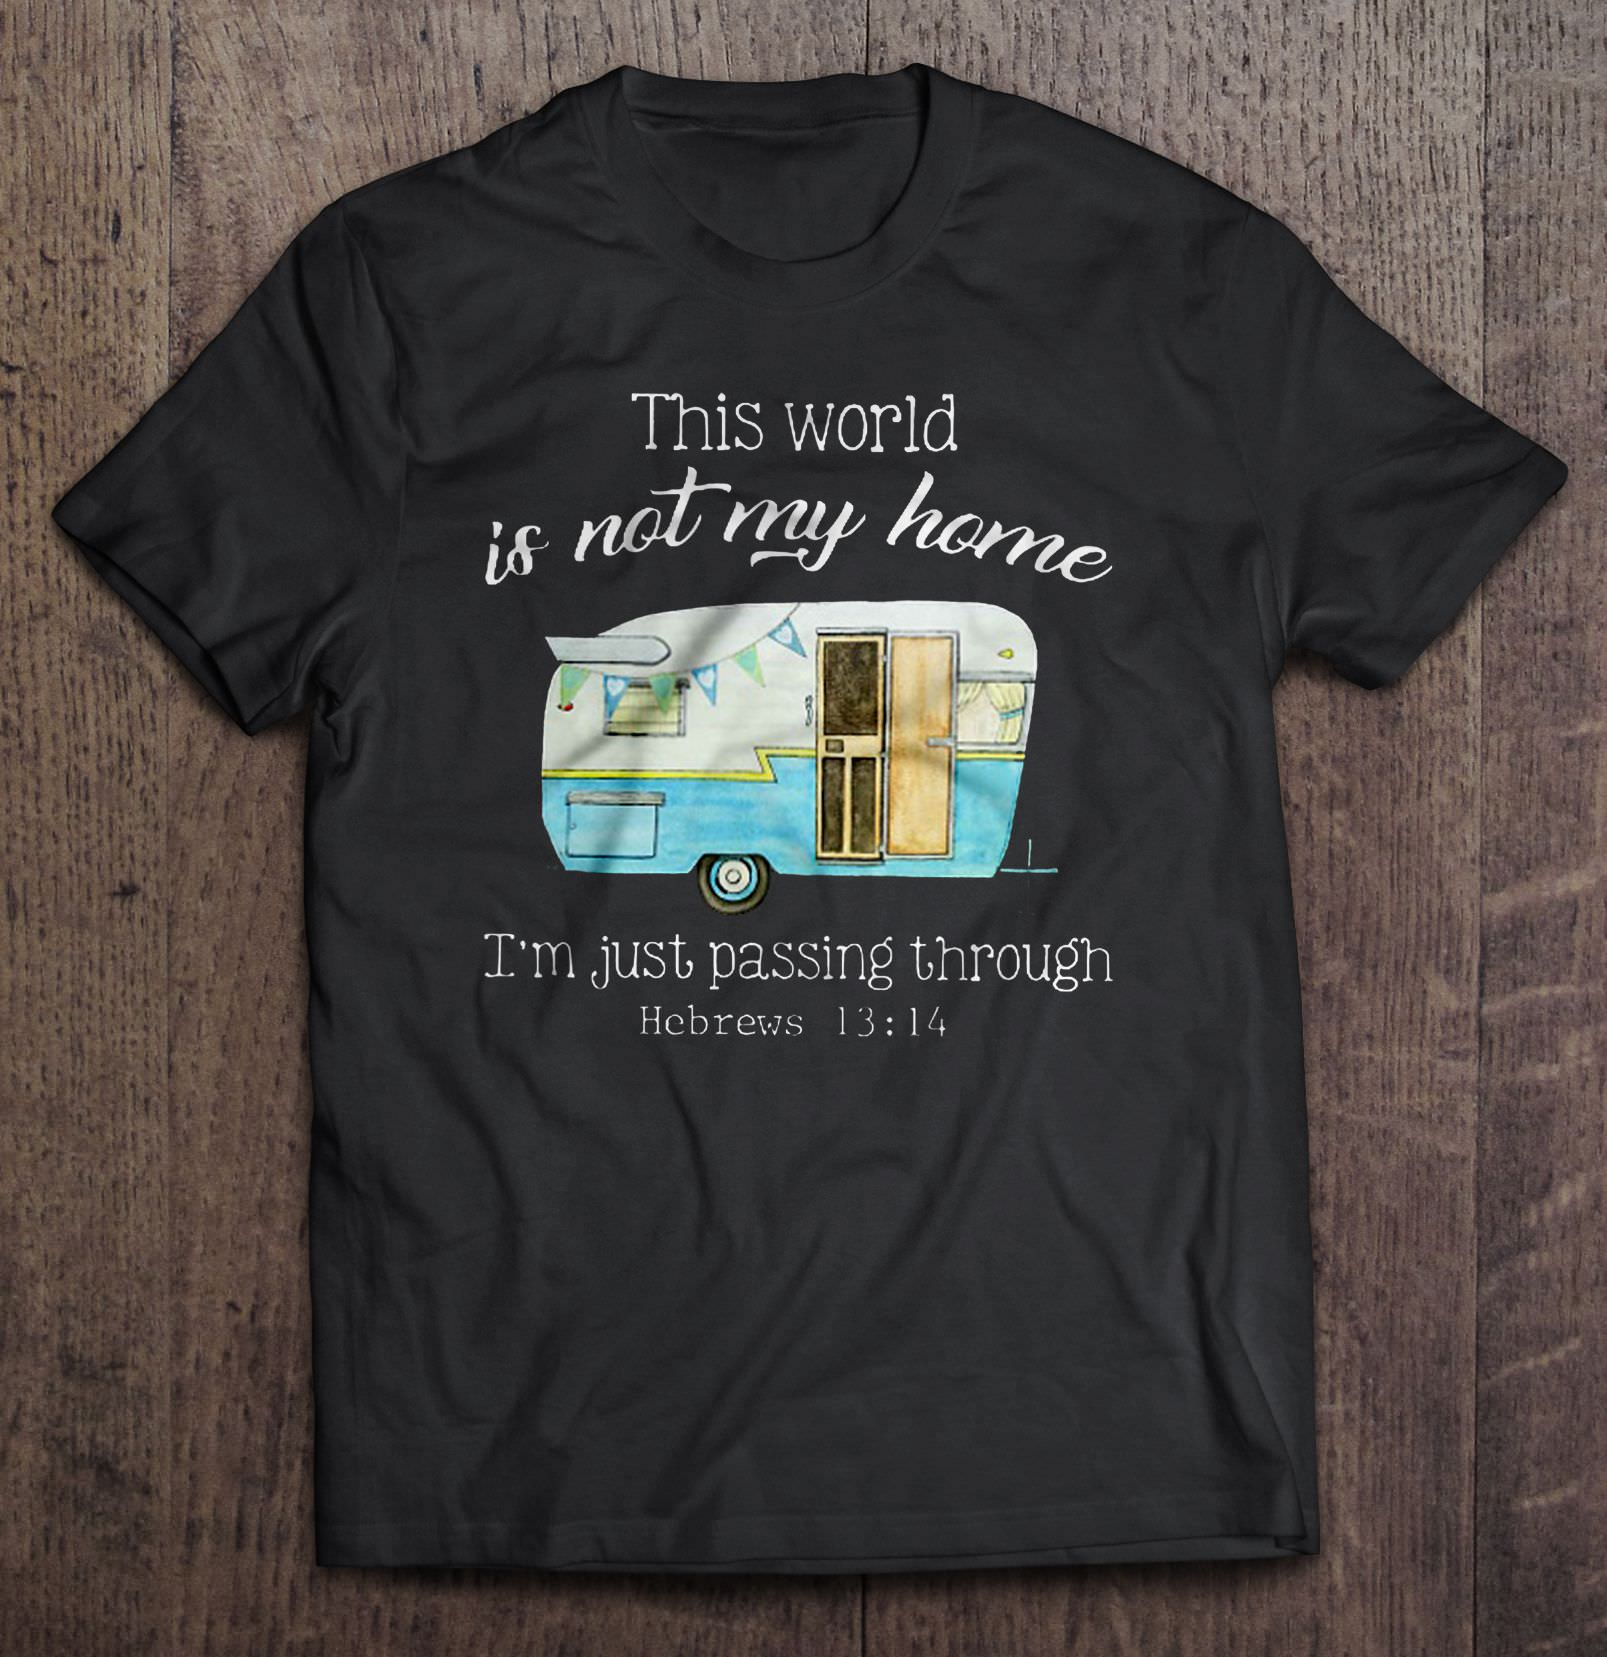 This world
is not my home
I'm just passing through
Hebrews 13:14